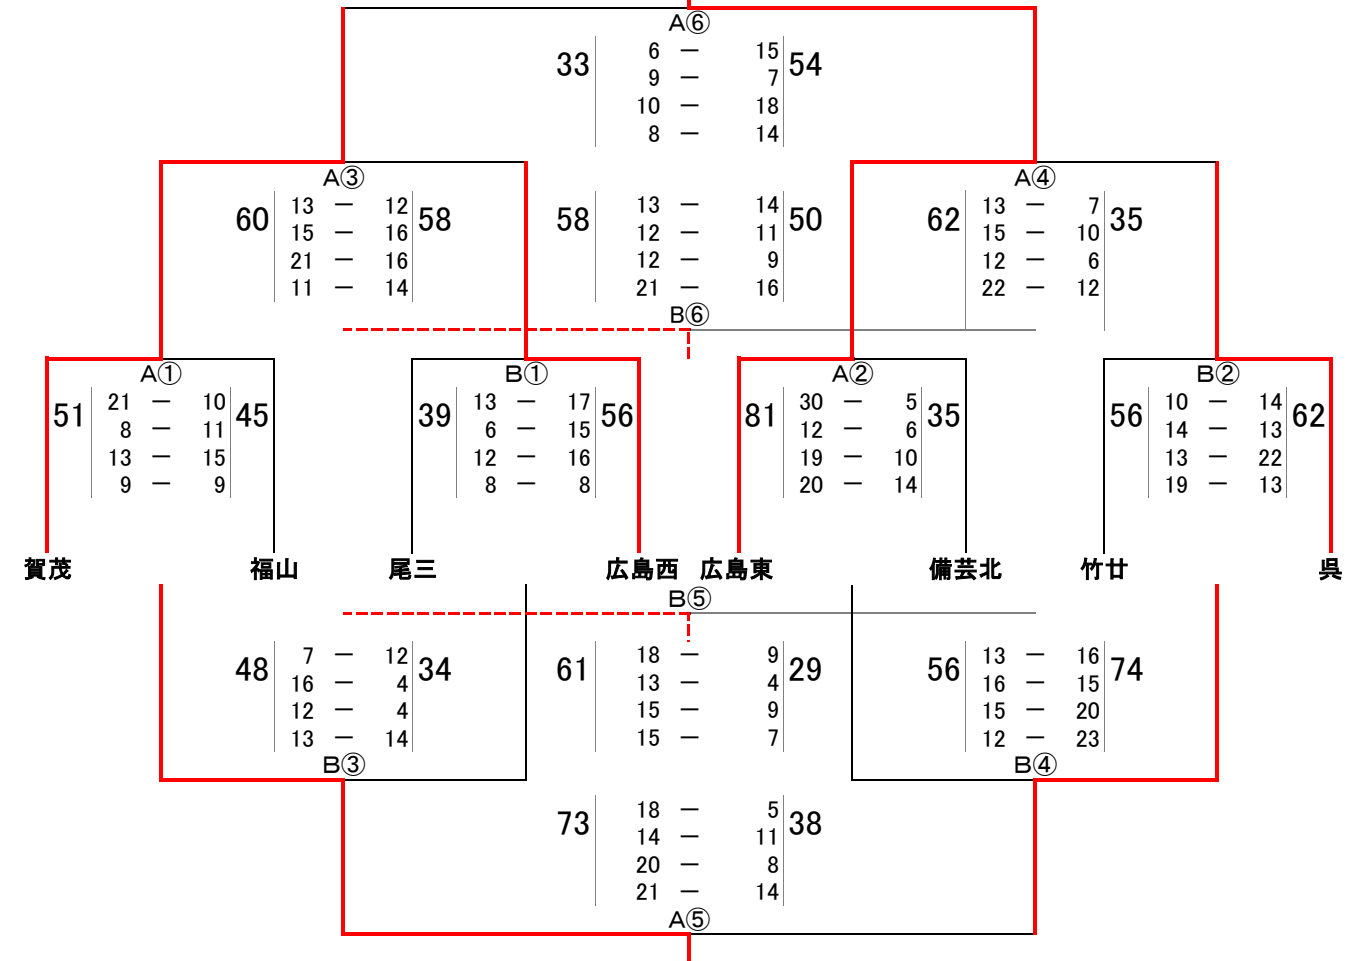 A⑥
33 6 － 15 54
9 － 7
10 － 18
8 － 14
A③
60 13 － 12 58
15 － 16
21 － 16
11 － 14
58 13 － 14 50
12 － 11
12 － 9
21 － 16
B⑥
A④
62 13 － 7 35
15 － 10
12 － 6
22 － 12
A①
51 21 － 10 45
8 － 11
13 － 15
9 － 9
B①
39 13 － 17 56
6 － 15
12 － 16
8 － 8
A②
81 30 － 5 35
12 － 6
19 － 10
20 － 14
B②
56 10 － 14 62
14 － 13
13 － 22
19 － 13
賀茂 福山 尾三 広島西 広島東 備芸北 竹廿 呉
B⑤
48 7 － 12 34
16 － 4
12 － 4
13 － 14
B③
61 18 － 9 29
13 － 4
15 － 9
15 － 7
56 13 － 16 74
16 － 15
15 － 20
12 － 23
B④
73 18 － 5 38
14 － 11
20 － 8
21 － 14
A⑤